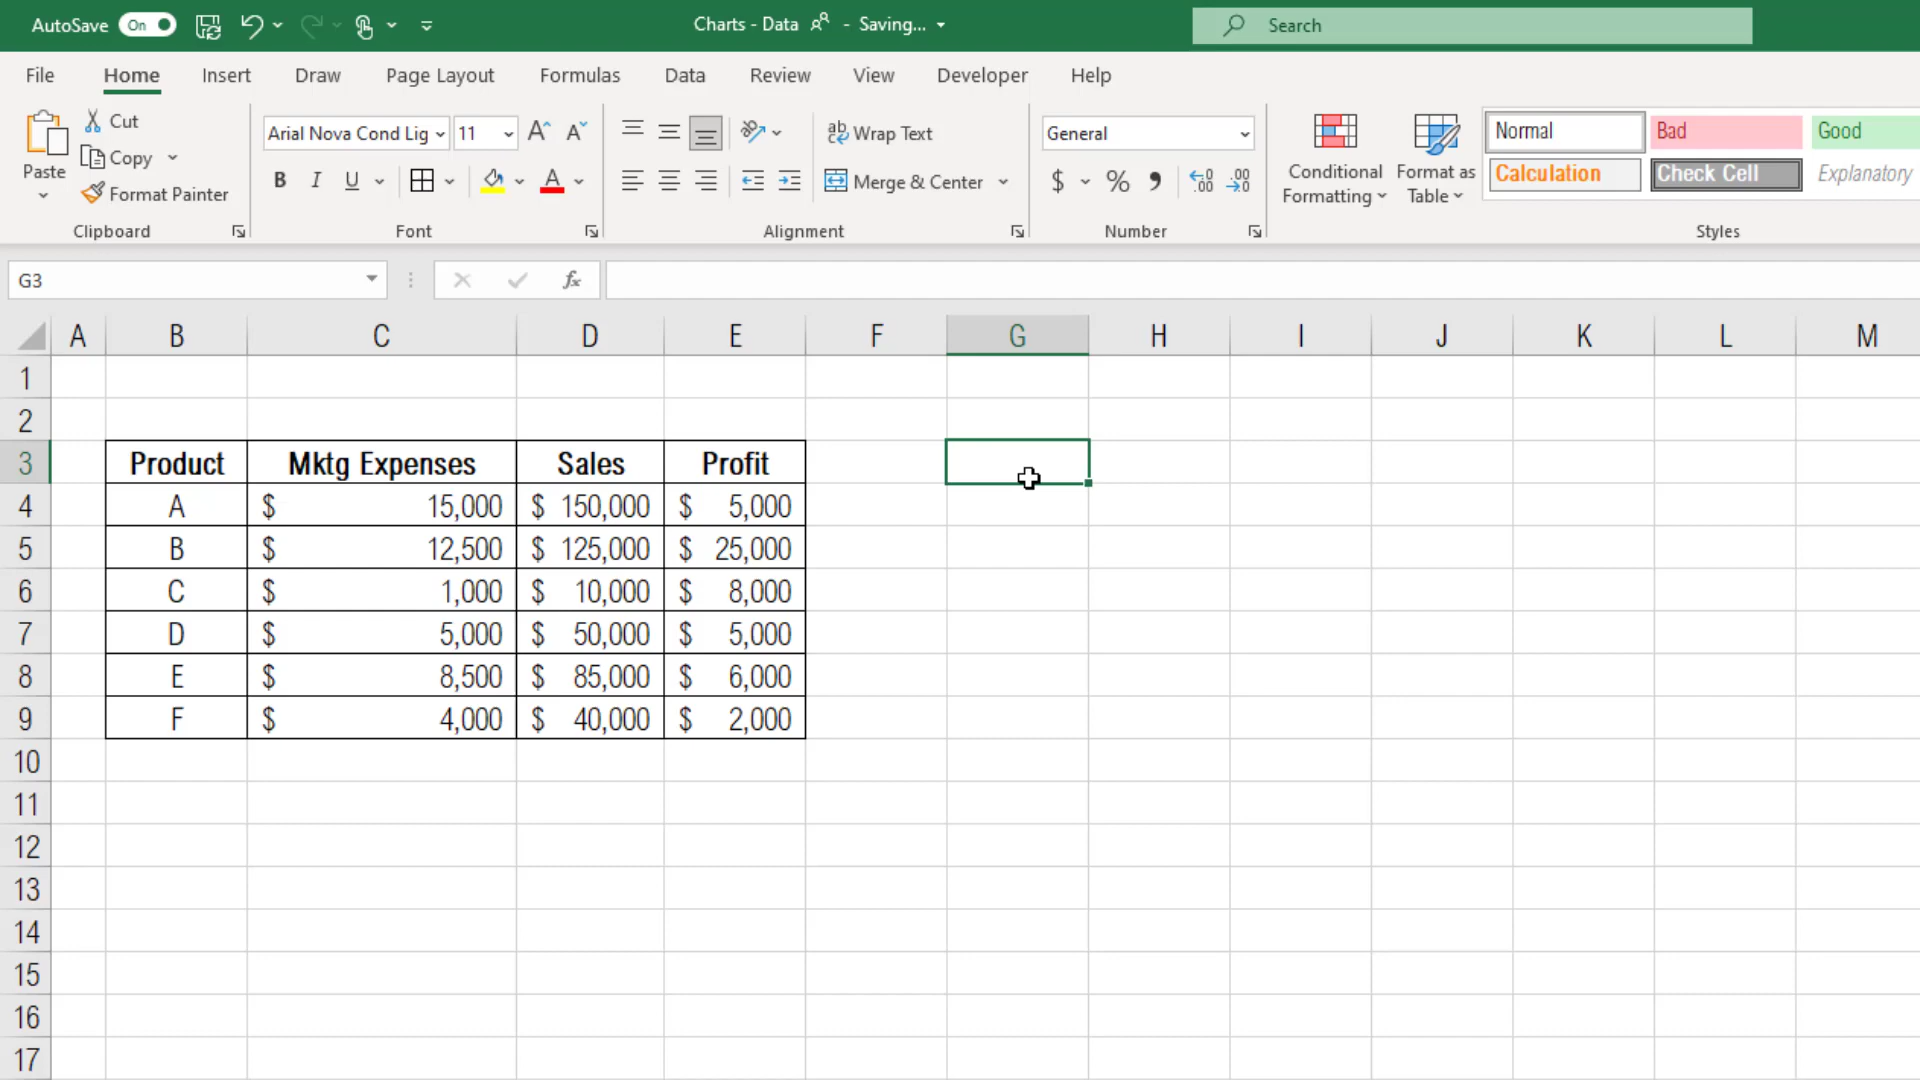 AutoSave On Charts - Data - Saving... Search
File Home Insert Draw Page Layout Formulas Data Review View Developer Help
Paste Cut Copy Format Painter Clipboard
Arial Nova Cond Lig 11 A A B I U A Font
ab Wrap Text Merge & Center Alignment
General $ % , .00 .00 Number
Conditional Formatting Format as Table
Normal Bad Good
Calculation Check Cell Explanatory
Styles
G3 fx
A B C D E F G H I J K L M
1
2
3 Product Mktg Expenses Sales Profit
4 A $ 15,000 $ 150,000 $ 5,000
5 B $ 12,500 $ 125,000 $ 25,000
6 C $ 1,000 $ 10,000 $ 8,000
7 D $ 5,000 $ 50,000 $ 5,000
8 E $ 8,500 $ 85,000 $ 6,000
9 F $ 4,000 $ 40,000 $ 2,000
10
11
12
13
14
15
16
17